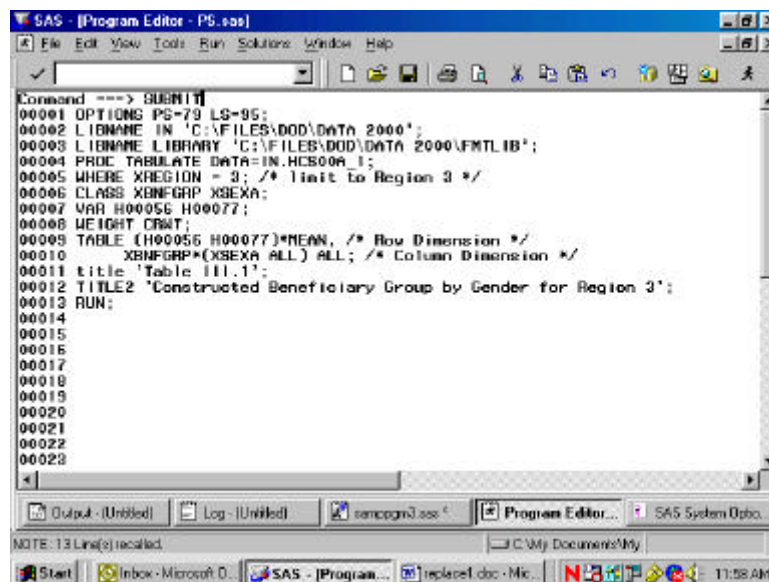 SAS - [Program Editor - PS.sas]
File Edit View Tools Run Solutions Window Help
Command ===> SUBMIT
00001 OPTIONS PS=79 LS=95;
00002 LIBNAME IN 'C:\FILES\DOD\DATA 2000';
00003 LIBNAME LIBRARY 'C:\FILES\DOD\DATA 2000\FMTLIB';
00004 PROC TABULATE DATA=IN.HCS00A_1;
00005 WHERE XREGION = 3; /* limit to Region 3 */
00006 CLASS XBNFGRP XSEXA;
00007 VAR H00056 H00077;
00008 WEIGHT CRWT;
00009 TABLE (H00056 H00077)*MEAN, /* Row Dimension */
00010 XBNFGRP*(XSEXA ALL) ALL; /* Column Dimension */
00011 title 'Table III.1';
00012 TITLE2 'Constructed Beneficiary Group by Gender for Region 3';
00013 RUN;
00014
00015
00016
00017
00018
00019
00020
00021
00022
00023
Output - (Untitled) Log - (Untitled) samppgm3.sas * Program Editor... SAS System Optio...
NOTE: 13 Line(s) recalled. C:\My Documents\My
Start Inbox - Microsoft O... SAS - [Program... replace1.doc - Mic... 11:58 AM